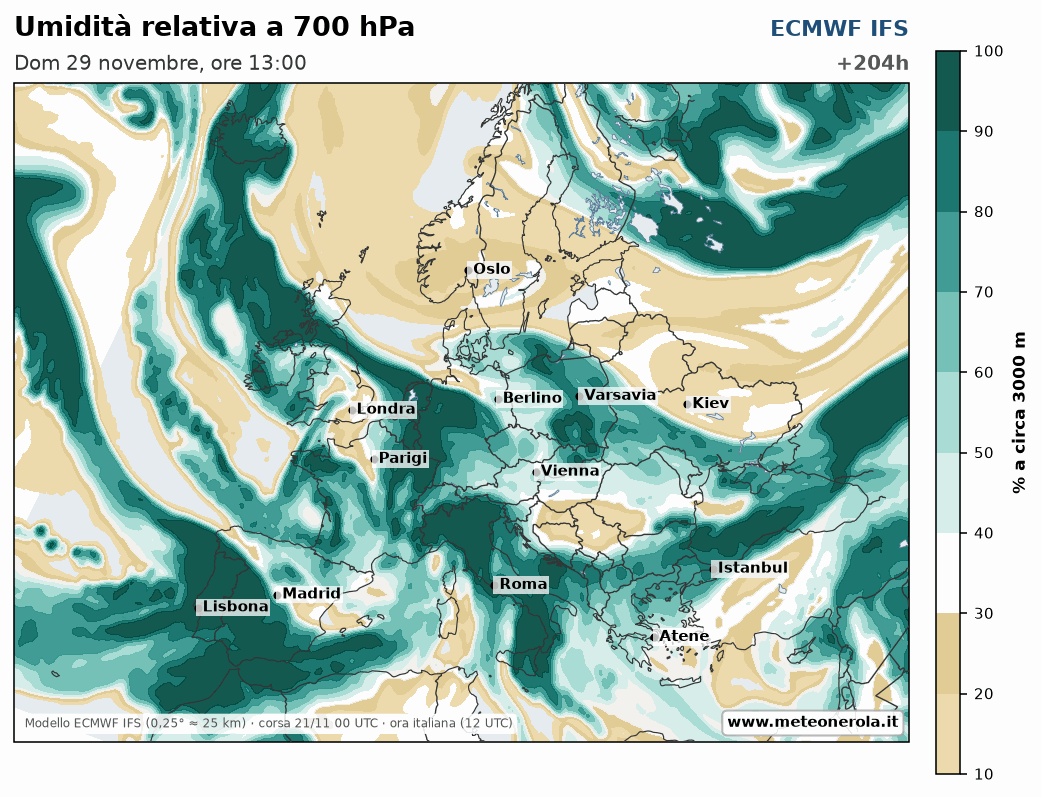 Umidità relativa a 700 hPa
ECMWF IFS
Dom 29 novembre, ore 13:00
+204h
100
90
80
70
60
50
40
30
20
10
% a circa 3000 m
Oslo
Berlino
Varsavia
Kiev
Londra
Parigi
Vienna
Istanbul
Roma
Madrid
Lisbona
Atene
Modello ECMWF IFS (0,25° ≈ 25 km) · corsa 21/11 00 UTC · ora italiana (12 UTC)
www.meteonerola.it